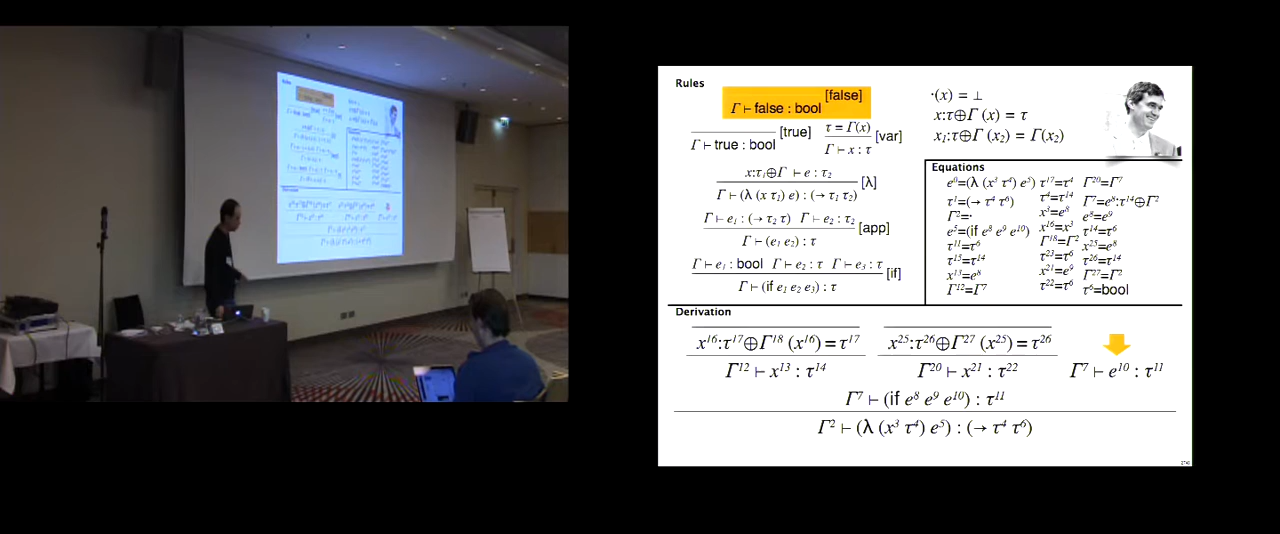 Rules
[false]
Γ ⊢ false : bool
[true]
Γ ⊢ true : bool
τ = Γ(x)
[var]
Γ ⊢ x : τ
x:τ₁⊕Γ ⊢ e : τ₂
[λ]
Γ ⊢ (λ (x τ₁) e) : (→ τ₁ τ₂)
Γ ⊢ e₁ : (→ τ₂ τ) Γ ⊢ e₂ : τ₂
[app]
Γ ⊢ (e₁ e₂) : τ
Γ ⊢ e₁ : bool Γ ⊢ e₂ : τ Γ ⊢ e₃ : τ
[if]
Γ ⊢ (if e₁ e₂ e₃) : τ
·(x) = ⊥
x:τ⊕Γ (x) = τ
x₁:τ⊕Γ (x₂) = Γ(x₂)
Equations
e⁰=(λ (x³ τ⁴) e⁵)
τ¹=(→ τ⁴ τ⁶)
Γ²=·
e⁵=(if e⁸ e⁹ e¹⁰)
τ¹¹=τ⁶
τ¹⁵=τ¹⁴
x¹³=e⁸
Γ¹²=Γ⁷
τ¹⁷=τ⁴
τ⁴=τ¹⁴
x³=e⁸
x¹⁶=x³
Γ¹⁸=Γ²
τ²³=τ⁶
x²¹=e⁹
τ²²=τ⁶
Γ²⁰=Γ⁷
Γ⁷=e⁸:τ¹⁴⊕Γ²
e⁸=e⁹
τ¹⁴=τ⁶
x²⁵=e⁸
τ²⁶=τ¹⁴
Γ²⁷=Γ²
τ⁶=bool
Derivation
x¹⁶:τ¹⁷⊕Γ¹⁸ (x¹⁶) = τ¹⁷
x²⁵:τ²⁶⊕Γ²⁷ (x²⁵) = τ²⁶
Γ¹² ⊢ x¹³ : τ¹⁴
Γ²⁰ ⊢ x²¹ : τ²²
Γ⁷ ⊢ e¹⁰ : τ¹¹
Γ⁷ ⊢ (if e⁸ e⁹ e¹⁰) : τ¹¹
Γ² ⊢ (λ (x³ τ⁴) e⁵) : (→ τ⁴ τ⁶)